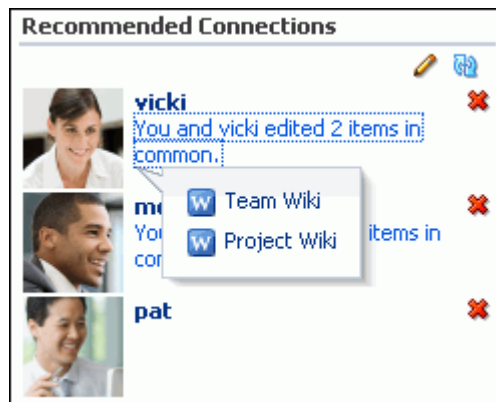 Recommended Connections
vicki
You and vicki edited 2 items in
common.
W Team Wiki
W Project Wiki
items in
pat